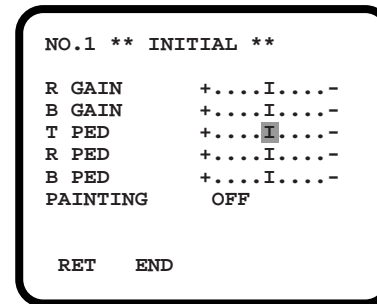 NO.1 ** INITIAL **
R GAIN +....I....-
B GAIN +....I....-
T PED +....I....-
R PED +....I....-
B PED +....I....-
PAINTING OFF
RET END